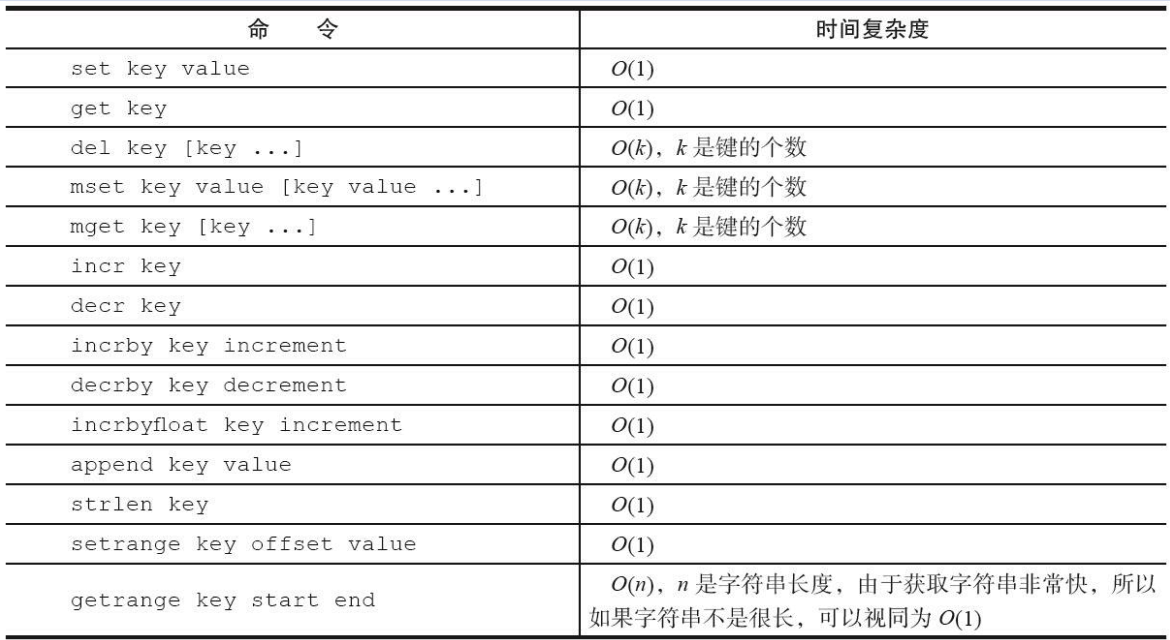 命 令 时间复杂度
set key value O(1)
get key O(1)
del key [key ...] O(k)，k 是键的个数
mset key value [key value ...] O(k)，k 是键的个数
mget key [key ...] O(k)，k 是键的个数
incr key O(1)
decr key O(1)
incrby key increment O(1)
decrby key decrement O(1)
incrbyfloat key increment O(1)
append key value O(1)
strlen key O(1)
setrange key offset value O(1)
getrange key start end O(n)，n 是字符串长度，由于获取字符串非常快，所以
如果字符串不是很长，可以视同为 O(1)